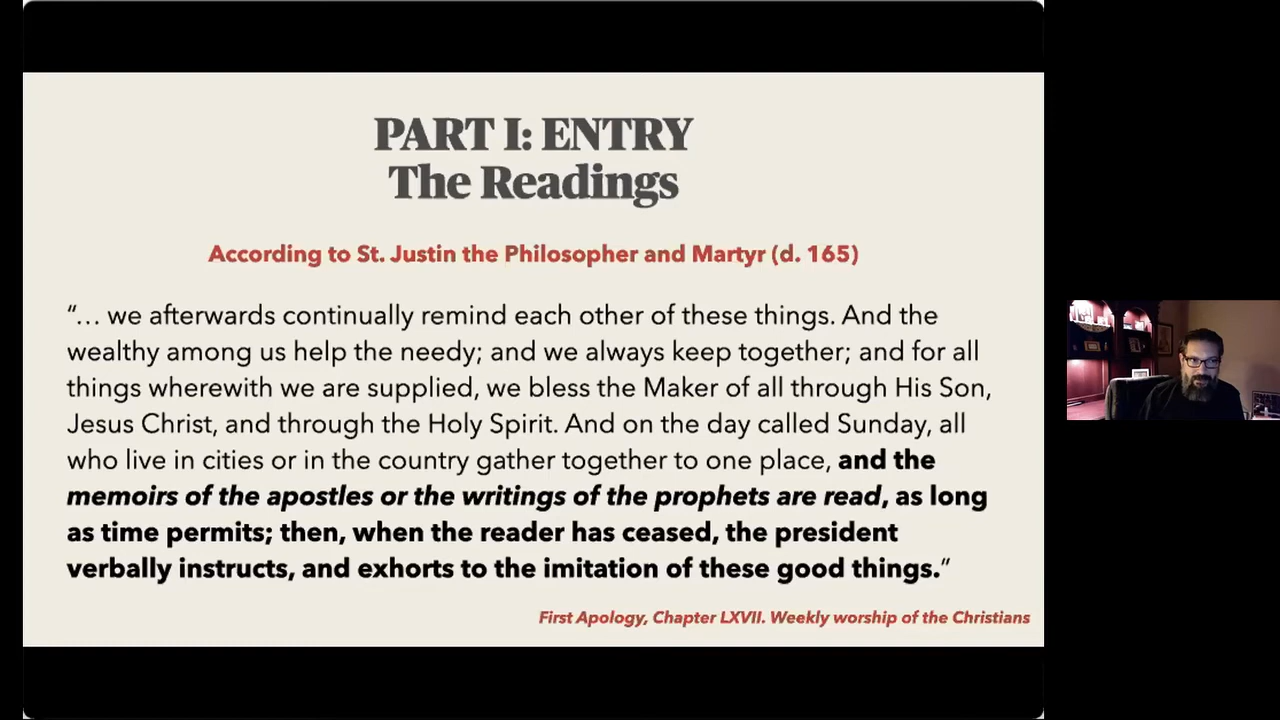 PART I: ENTRY
The Readings
According to St. Justin the Philosopher and Martyr (d. 165)
“… we afterwards continually remind each other of these things. And the
wealthy among us help the needy; and we always keep together; and for all
things wherewith we are supplied, we bless the Maker of all through His Son,
Jesus Christ, and through the Holy Spirit. And on the day called Sunday, all
who live in cities or in the country gather together to one place, and the
memoirs of the apostles or the writings of the prophets are read, as long
as time permits; then, when the reader has ceased, the president
verbally instructs, and exhorts to the imitation of these good things.”
First Apology, Chapter LXVII. Weekly worship of the Christians